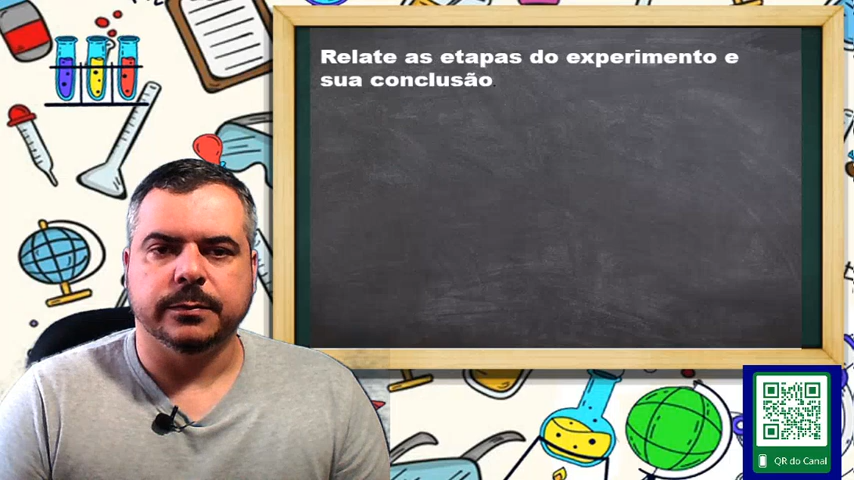 Relate as etapas do experimento e
sua conclusão.
QR do Canal